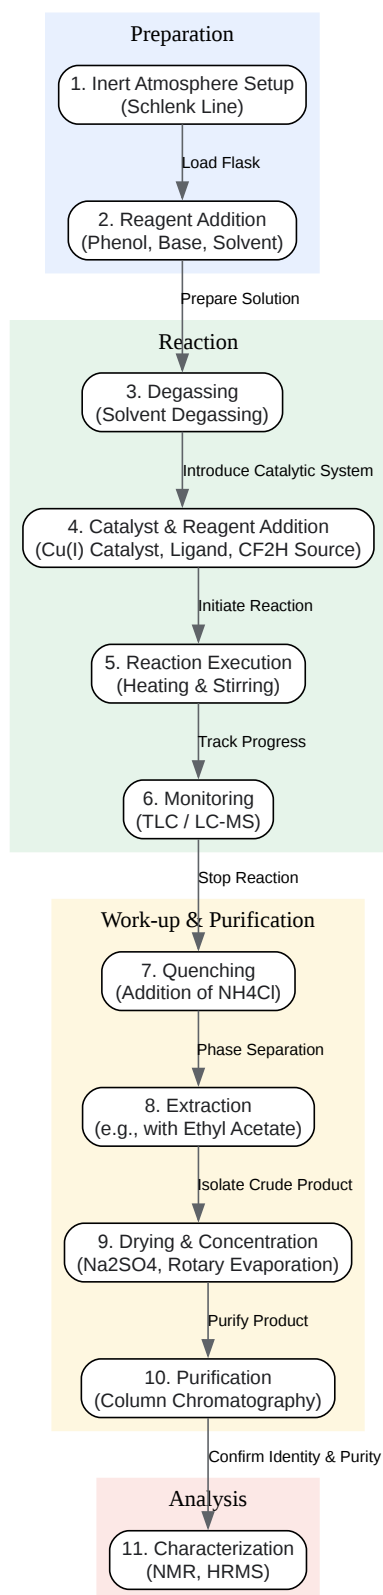 Preparation
1. Inert Atmosphere Setup
(Schlenk Line)
Load Flask
2. Reagent Addition
(Phenol, Base, Solvent)
Prepare Solution
Reaction
3. Degassing
(Solvent Degassing)
Introduce Catalytic System
4. Catalyst & Reagent Addition
(Cu(I) Catalyst, Ligand, CF2H Source)
Initiate Reaction
5. Reaction Execution
(Heating & Stirring)
Track Progress
6. Monitoring
(TLC / LC-MS)
Stop Reaction
Work-up & Purification
7. Quenching
(Addition of NH4Cl)
Phase Separation
8. Extraction
(e.g., with Ethyl Acetate)
Isolate Crude Product
9. Drying & Concentration
(Na2SO4, Rotary Evaporation)
Purify Product
10. Purification
(Column Chromatography)
Confirm Identity & Purity
Analysis
11. Characterization
(NMR, HRMS)